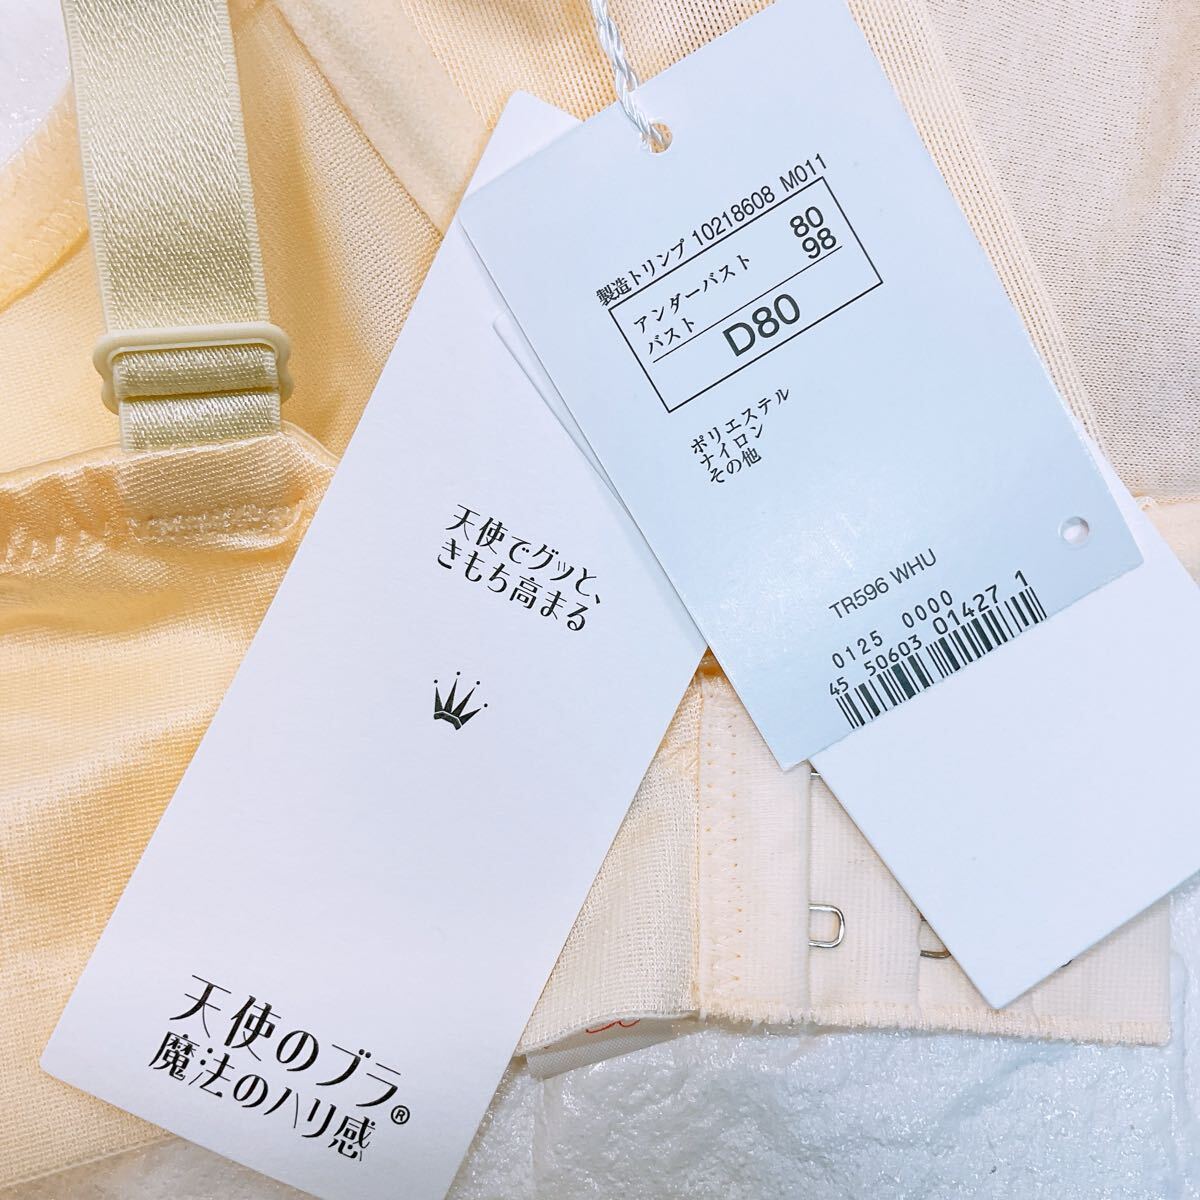 製造トリンプ 10218608 M011
アンダーバスト 80
バスト 98
D80
ポリエステル
ナイロン
その他
TR596 WHU
0125 0000
45 50603 01427 1
天使でグッと、
きもち高まる
天使のブラ®
魔法のハリ感